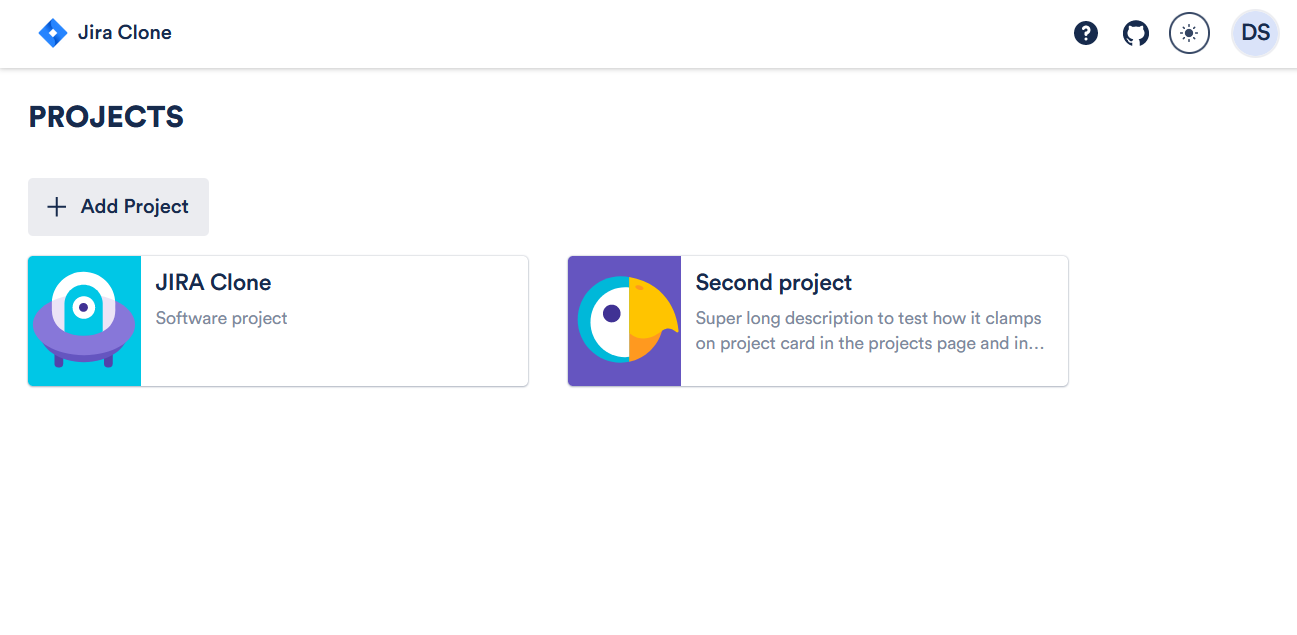 Jira Clone
?
DS
PROJECTS
+ Add Project
JIRA Clone
Software project
Second project
Super long description to test how it clamps
on project card in the projects page and in…